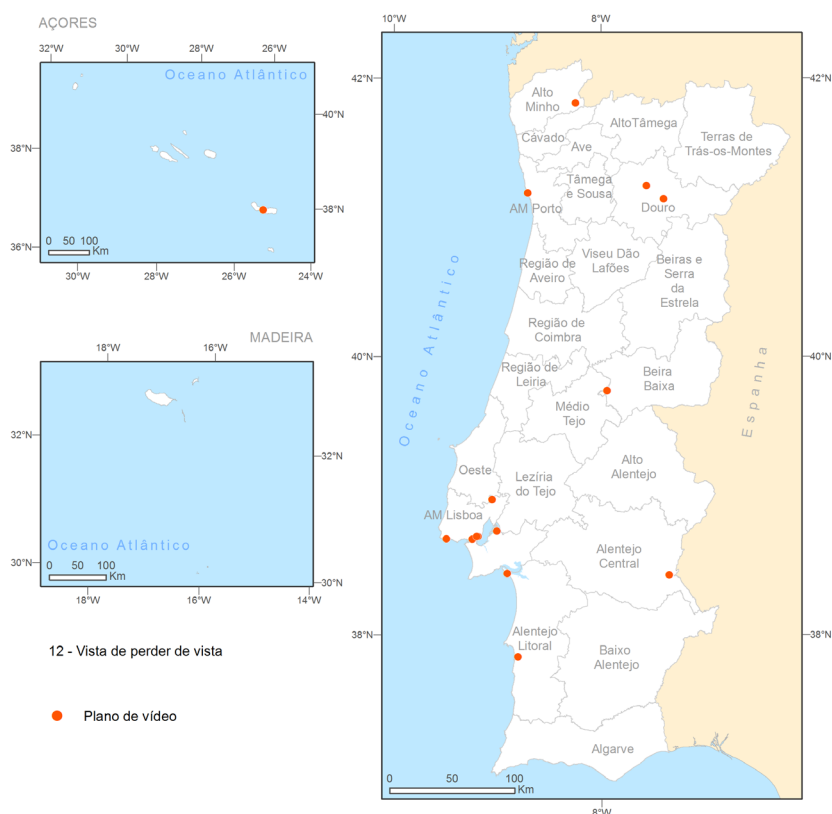 AÇORES
32°W 30°W 28°W 26°W
Oceano Atlântico
40°N
38°N
38°N
36°N
0 50 100
Km
30°W 28°W 26°W 24°W
MADEIRA
18°W 16°W
32°N
32°N
Oceano Atlântico
30°N
0 50 100
Km
30°N
18°W 16°W 14°W
12 - Vista de perder de vista
Plano de vídeo
10°W 8°W
42°N 42°N
Alto
Minho
AltoTâmega
Terras de
Trás-os-Montes
Cávado
Ave
Tâmega
e Sousa
AM Porto
Douro
Viseu Dão
Lafões
Beiras e
Serra
da
Estrela
Região de
Aveiro
Oceano Atlântico
Região de
Coimbra
40°N 40°N
Região de
Leiria
Beira
Baixa
Espanha
Médio
Tejo
Oeste
Lezíria
do Tejo
Alto
Alentejo
AM Lisboa
Alentejo
Central
38°N 38°N
Alentejo
Litoral
Baixo
Alentejo
Algarve
0 50 100
Km
8°W